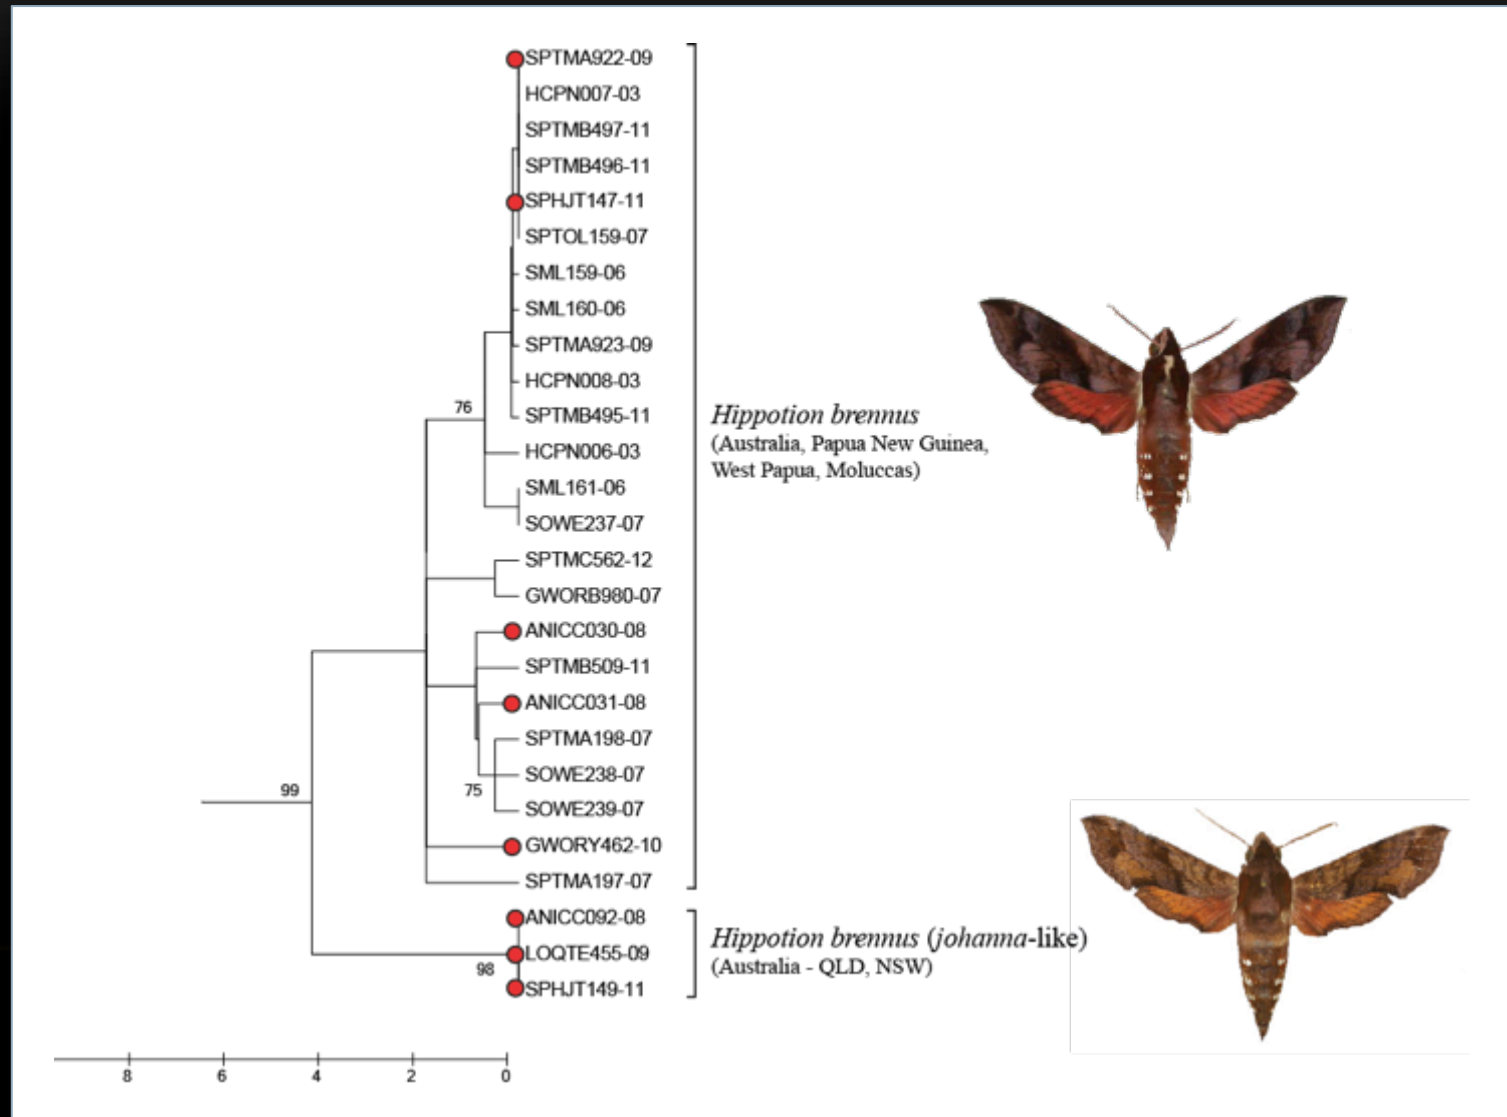 SPTMA922-09
HCPN007-03
SPTMB497-11
SPTMB496-11
SPHJT147-11
SPTOL159-07
SML159-06
SML160-06
SPTMA923-09
HCPN008-03
76
SPTMB495-11
Hippotion brennus
(Australia, Papua New Guinea,
West Papua, Moluccas)
HCPN006-03
SML161-06
SOWE237-07
SPTMC562-12
GWORB980-07
ANICC030-08
SPTMB509-11
ANICC031-08
SPTMA198-07
SOWE238-07
75
99
SOWE239-07
GWORY462-10
SPTMA197-07
ANICC092-08
Hippotion brennus (johanna-like)
(Australia - QLD, NSW)
LOQTE455-09
98
SPHJT149-11
8 6 4 2 0